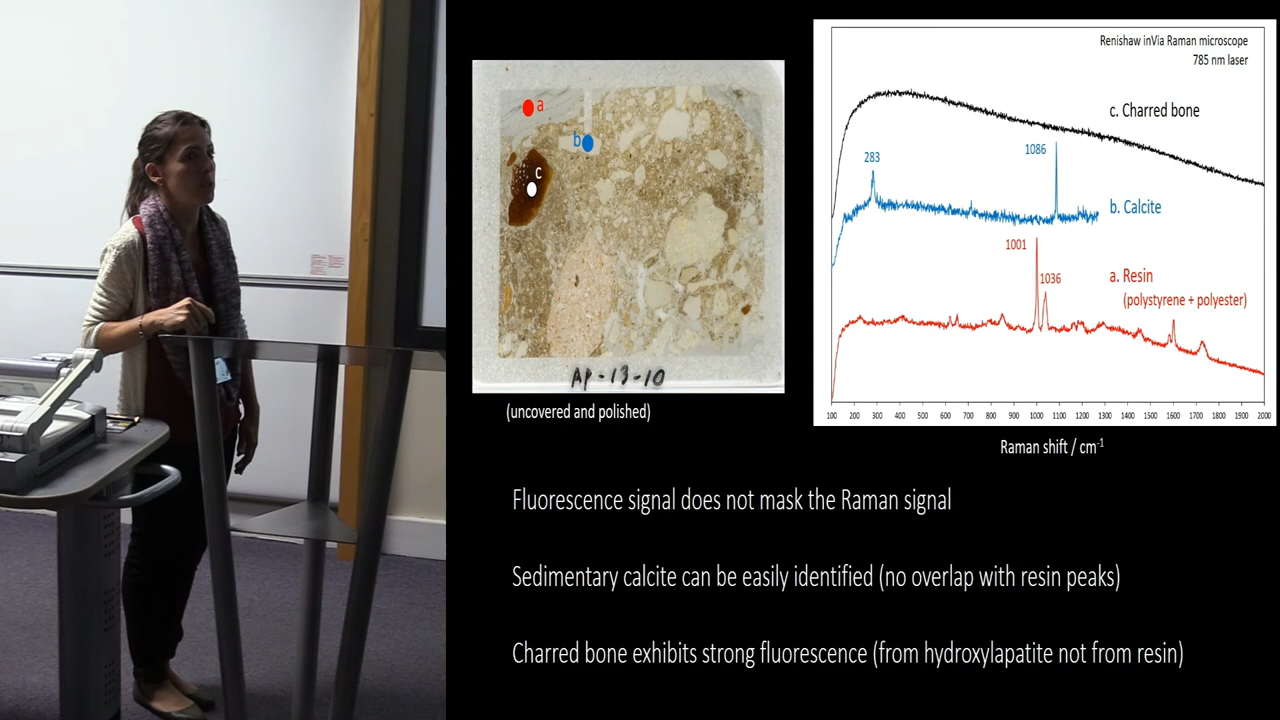 a
b
c
AP-13-10
(uncovered and polished)
Renishaw inVia Raman microscope
785 nm laser
c. Charred bone
283
1086
b. Calcite
1001
1036
a. Resin
(polystyrene + polyester)
100 200 300 400 500 600 700 800 900 1000 1100 1200 1300 1400 1500 1600 1700 1800 1900 2000
Raman shift / cm⁻¹
Fluorescence signal does not mask the Raman signal
Sedimentary calcite can be easily identified (no overlap with resin peaks)
Charred bone exhibits strong fluorescence (from hydroxylapatite not from resin)